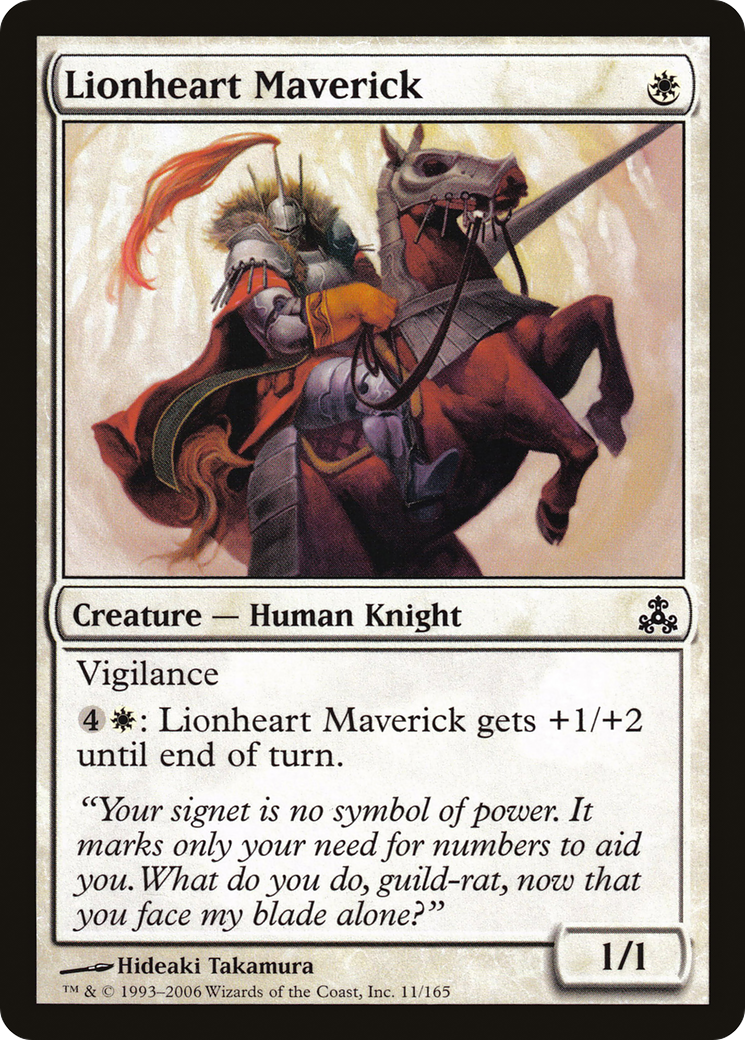 Lionheart Maverick
Creature — Human Knight
Vigilance
4: Lionheart Maverick gets +1/+2
until end of turn.
“Your signet is no symbol of power. It
marks only your need for numbers to aid
you. What do you do, guild-rat, now that
you face my blade alone?”
1/1
Hideaki Takamura
™ & © 1993–2006 Wizards of the Coast, Inc. 11/165